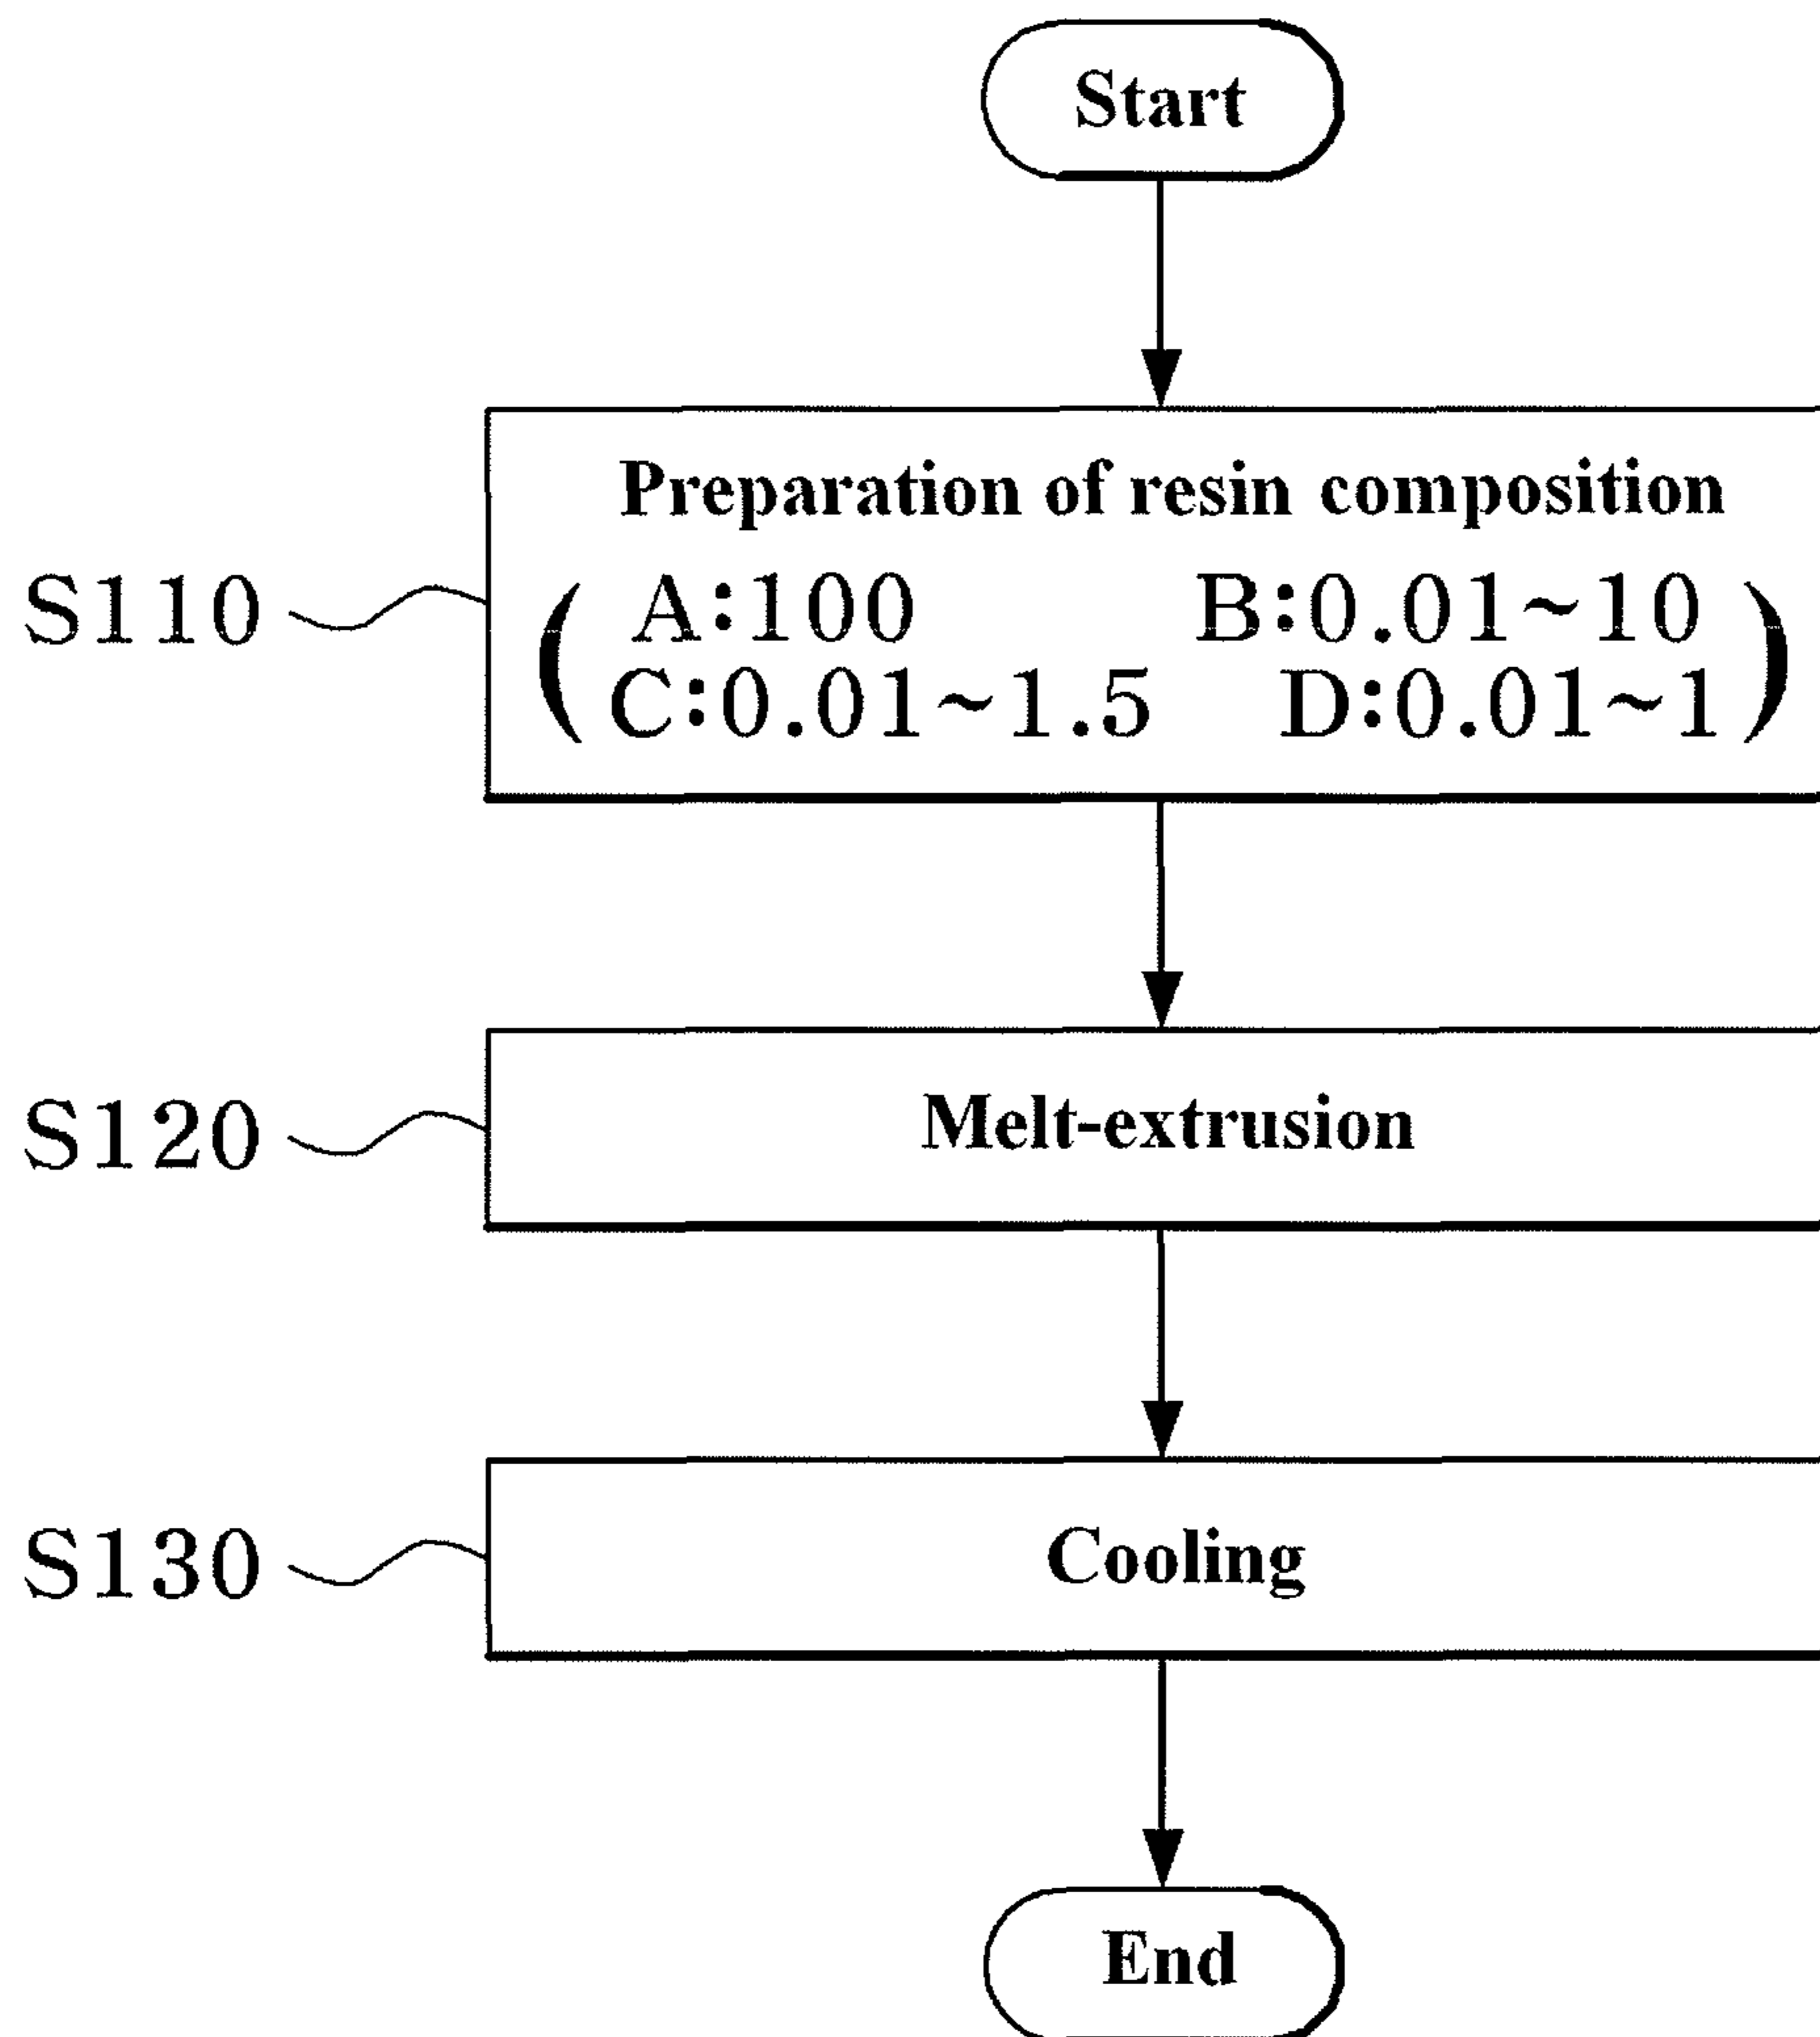 Start
Preparation of resin composition
S110
( A:100 B:0.01~10
C:0.01~1.5 D:0.01~1 )
S120
Melt-extrusion
S130
Cooling
End